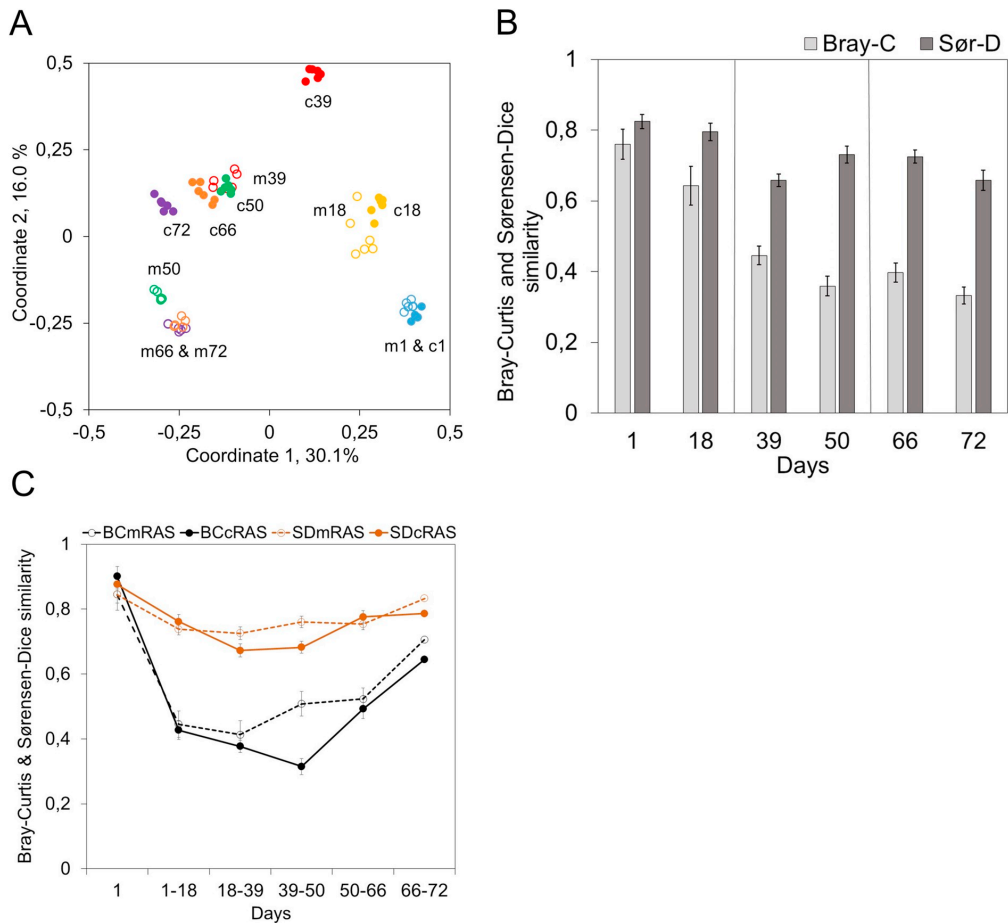 A
0,5
0,25
0
-0,25
-0,5
Coordinate 2, 16.0 %
c39
m39
c50
c66
c72
m18
c18
m50
m66 & m72
m1 & c1
-0,5 -0,25 0 0,25 0,5
Coordinate 1, 30.1%
B
Bray-C Sør-D
1
0,8
0,6
0,4
0,2
0
Bray-Curtis and Sørensen-Dice
similarity
1 18 39 50 66 72
Days
C
BCmRAS BCcRAS SDmRAS SDcRAS
1
0,8
0,6
0,4
0,2
0
Bray-Curtis & Sørensen-Dice similarity
1 1-18 18-39 39-50 50-66 66-72
Days